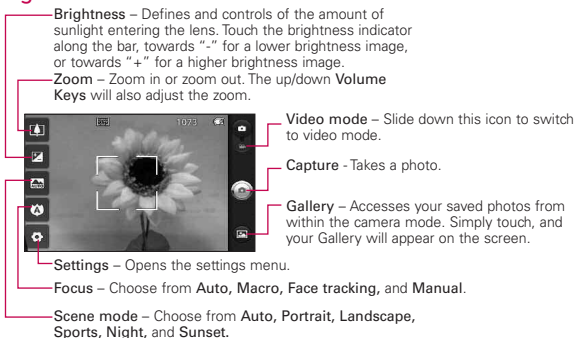 Brightness – Defines and controls of the amount of
sunlight entering the lens. Touch the brightness indicator
along the bar, towards “-” for a lower brightness image,
or towards “+” for a higher brightness image.
Zoom – Zoom in or zoom out. The up/down Volume
Keys will also adjust the zoom.
1073
Video mode – Slide down this icon to switch
to video mode.
Capture - Takes a photo.
Gallery – Accesses your saved photos from
within the camera mode. Simply touch, and
your Gallery will appear on the screen.
Settings – Opens the settings menu.
Focus – Choose from Auto, Macro, Face tracking, and Manual.
Scene mode – Choose from Auto, Portrait, Landscape,
Sports, Night, and Sunset.